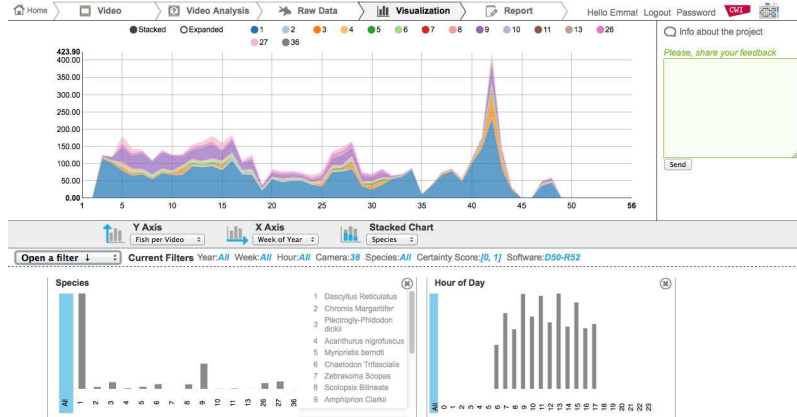 Home Video Video Analysis Raw Data Visualization Report Hello Emma! Logout Password CWI
Stacked Expanded 1 2 3 4 5 6 7 8 9 10 11 13 26
27 36
Info about the project
Please, share your feedback
Send
423.90
400.00
350.00
300.00
250.00
200.00
150.00
100.00
50.00
0.00
1 5 10 15 20 25 30 35 40 45 50 56
Y Axis X Axis Stacked Chart
Fish per Video Week of Year Species
Open a filter ↓ Current Filters Year:All Week:All Hour:All Camera:38 Species:All Certainty Score:[0, 1] Software:D50-R52
Species
1 Dascyllus Reticulatus
2 Chromis Margaritifer
3 Plectrogly-Phidodon
dickii
4 Acanthurus nigrofuscus
5 Myripristis berndti
6 Chaetodon Trifascialis
7 Zebrasoma Scopas
8 Scolopsis Bilineate
9 Amphiprion Clarkii
All 1 2 3 4 5 6 7 8 9 10 11 13 26 27 36
Hour of Day
All 0 1 2 3 4 5 6 7 8 9 10 11 12 13 14 15 16 17 18 19 20 21 22 23